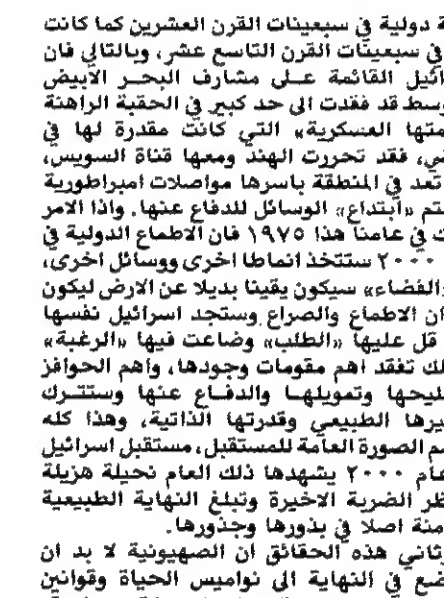 ة دولية في سبعينات القرن العشرين كما كانت
في سبعينات القرن التاسع عشر، وبالتالي فان
ائيل القائمة على مشارف البحر الابيض
وسط قد فقدت الى حد كبير في الحقبة الراهنة
متها العسكرية» التي كانت مقدرة لها في
ني، فقد تحررت الهند ومعها قناة السويس،
تعد في المنطقة باسرها مواصلات امبراطورية
تم «ابتداع» الوسائل للدفاع عنها. واذا الامر
ت في عامنا هذا ١٩٧٥ فان الاطماع الدولية في
٢٠٠٠ ستتخذ انماطا اخرى ووسائل اخرى،
«الفضاء» سيكون يقينا بديلا عن الارض ليكون
ان الاطماع والصراع وستجد اسرائيل نفسها
قل عليها «الطلب» وضاعت فيها «الرغبة»
لك تفقد اهم مقومات وجودها، واهم الحوافز
ليحها وتمويلها والدفاع عنها وستترك
يرها الطبيعي وقدرتها الذاتية، وهذا كله
م الصورة العامة للمستقبل، مستقبل اسرائيل
عام ٢٠٠٠ يشهدها ذلك العام نحيلة هزيلة
ظر الضربة الاخيرة وتبلغ النهاية الطبيعية
منة اصلا في بذورها وجذورها.
ثاني هذه الحقائق ان الصهيونية لا بد ان
ضع في النهاية الى نواميس الحياة وقوانين